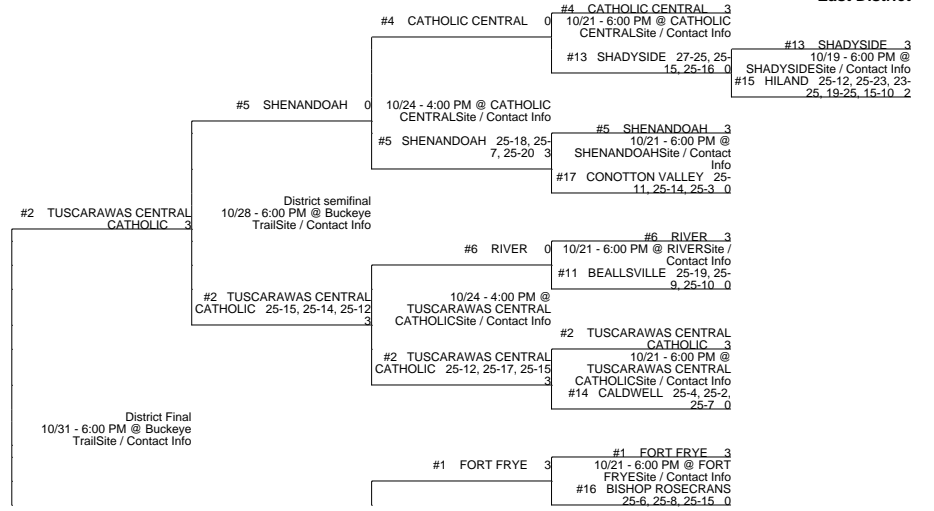 East District
#4 CATHOLIC CENTRAL 3
10/21 - 6:00 PM @ CATHOLIC
CENTRALSite / Contact Info
#13 SHADYSIDE 27-25, 25-
15, 25-16 0
#4 CATHOLIC CENTRAL 0
#13 SHADYSIDE 3
10/19 - 6:00 PM @
SHADYSIDESite / Contact Info
#15 HILAND 25-12, 25-23, 23-
25, 19-25, 15-10 2
#5 SHENANDOAH 0
10/24 - 4:00 PM @ CATHOLIC
CENTRALSite / Contact Info
#5 SHENANDOAH 25-18, 25-
7, 25-20 3
#5 SHENANDOAH 3
10/21 - 6:00 PM @
SHENANDOAHSite / Contact
Info
#17 CONOTTON VALLEY 25-
11, 25-14, 25-3 0
#2 TUSCARAWAS CENTRAL
CATHOLIC 3
District semifinal
10/28 - 6:00 PM @ Buckeye
TrailSite / Contact Info
#6 RIVER 0
#6 RIVER 3
10/21 - 6:00 PM @ RIVERSite /
Contact Info
#11 BEALLSVILLE 25-19, 25-
9, 25-10 0
#2 TUSCARAWAS CENTRAL
CATHOLIC 25-15, 25-14, 25-12
3
10/24 - 4:00 PM @
TUSCARAWAS CENTRAL
CATHOLICSite / Contact Info
#2 TUSCARAWAS CENTRAL
CATHOLIC 25-12, 25-17, 25-15
3
#2 TUSCARAWAS CENTRAL
CATHOLIC 3
10/21 - 6:00 PM @
TUSCARAWAS CENTRAL
CATHOLICSite / Contact Info
#14 CALDWELL 25-4, 25-2,
25-7 0
District Final
10/31 - 6:00 PM @ Buckeye
TrailSite / Contact Info
#1 FORT FRYE 3
#1 FORT FRYE 3
10/21 - 6:00 PM @ FORT
FRYESite / Contact Info
#16 BISHOP ROSECRANS
25-6, 25-8, 25-15 0